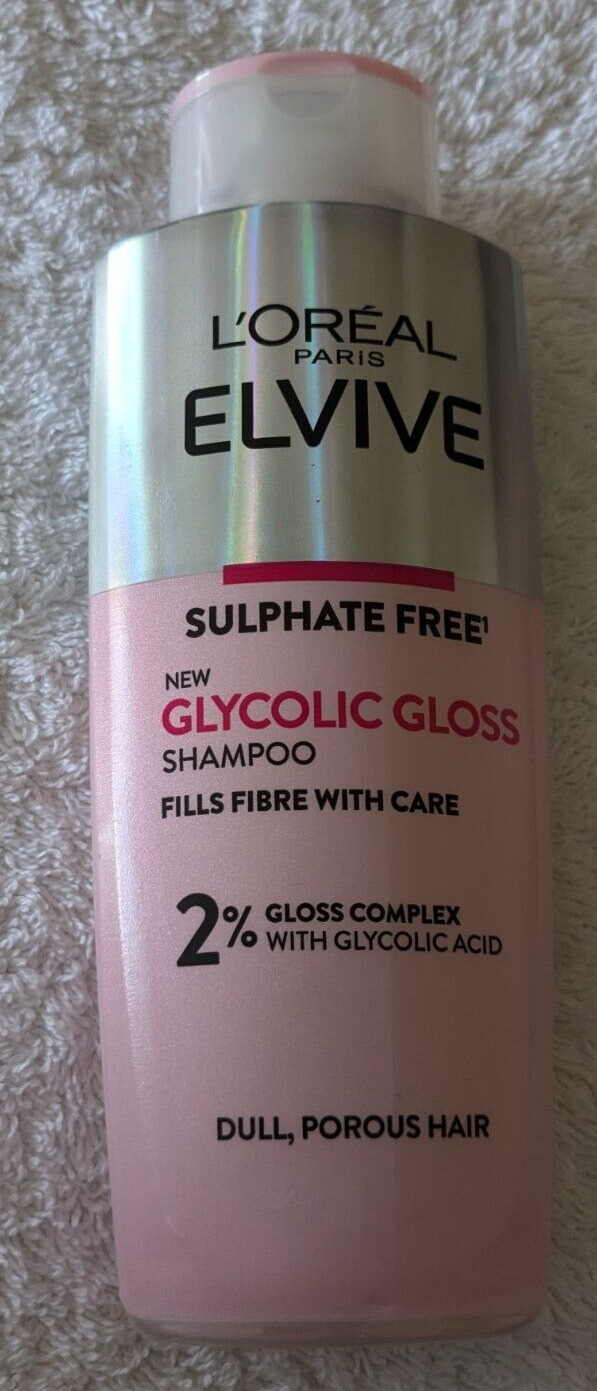 L'ORÉAL
PARIS
ELVIVE
SULPHATE FREE¹
NEW
GLYCOLIC GLOSS
SHAMPOO
FILLS FIBRE WITH CARE
2% GLOSS COMPLEX
WITH GLYCOLIC ACID
DULL, POROUS HAIR